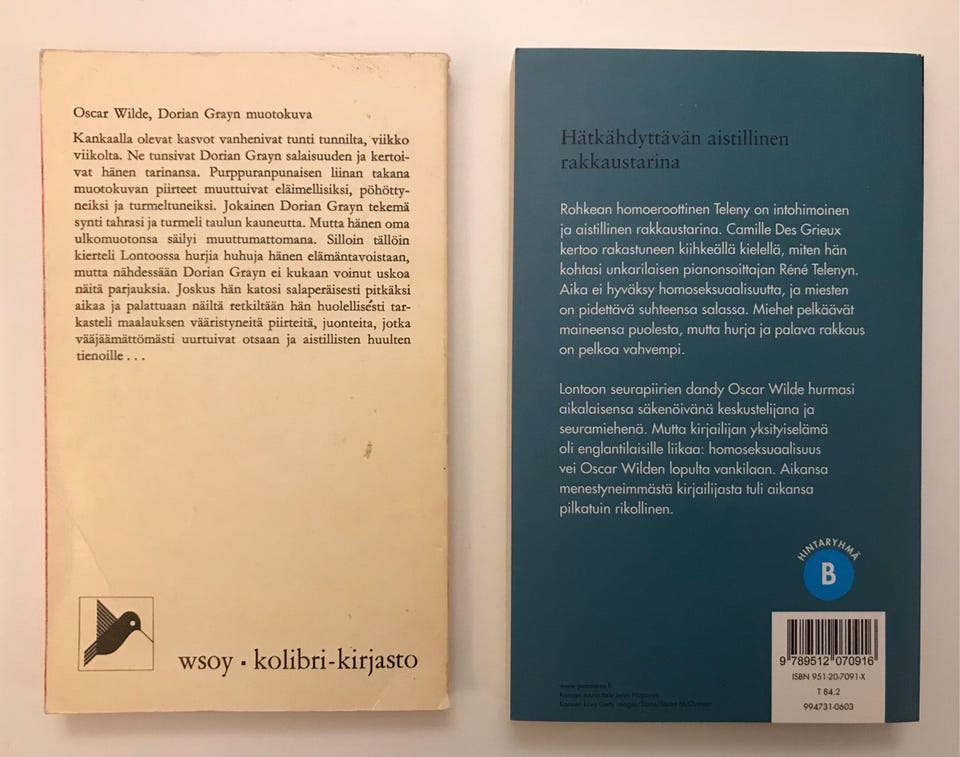 Oscar Wilde, Dorian Grayn muotokuva
Kankaalla olevat kasvot vanhenivat tunti tunnilta, viikko
viikolta. Ne tunsivat Dorian Grayn salaisuuden ja kertoi-
vat hänen tarinansa. Purppuranpunaisen liinan takana
muotokuvan piirteet muuttuivat eläimellisiksi, pöhötty-
neiksi ja turmeltuneiksi. Jokainen Dorian Grayn tekemä
synti tahrasi ja turmeli taulun kauneutta. Mutta hänen oma
ulkomuotonsa säilyi muuttumattomana. Silloin tällöin
kierteli Lontoossa hurjia huhuja hänen elämäntavoistaan,
mutta nähdessään Dorian Grayn ei kukaan voinut uskoa
näitä parjauksia. Joskus hän katosi salaperäisesti pitkäksi
aikaa ja palattuaan näiltä retkiltään hän huolellisesti tar-
kasteli maalauksen vääristyneitä piirteitä, juonteita, jotka
vääjäämättömästi uurtuivat otsaan ja aistillisten huulten
tienoille . . .
wsoy · kolibri-kirjasto
Hätkähdyttävän aistillinen
rakkaustarina
Rohkean homoeroottinen Teleny on intohimoinen
ja aistillinen rakkaustarina. Camille Des Grieux
kertoo rakastuneen kiihkeällä kielellä, miten hän
kohtasi unkarilaisen pianonsoittajan Réné Telenyn.
Aika ei hyväksy homoseksuaalisuutta, ja miesten
on pidettävä suhteensa salassa. Miehet pelkäävät
maineensa puolesta, mutta hurja ja palava rakkaus
on pelkoa vahvempi.
Lontoon seurapiirien dandy Oscar Wilde hurmasi
aikalaisensa säkenöivänä keskustelijana ja
seuramiehenä. Mutta kirjailijan yksityiselämä
oli englantilaisille liikaa: homoseksuaalisuus
vei Oscar Wilden lopulta vankilaan. Aikansa
menestyneimmästä kirjailijasta tuli aikansa
pilkatuin rikollinen.
HINTARYHMÄ
B
9 789512 070916
ISBN 951-20-7091-X
T 84.2
994731-0603